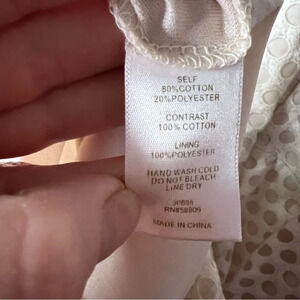 SELF
80%COTTON
20%POLYESTER
CONTRAST
100% COTTON
LINING
100%POLYESTER
HAND WASH COLD
DO NOT BLEACH
LINE DRY
RN#58809
MADE IN CHINA